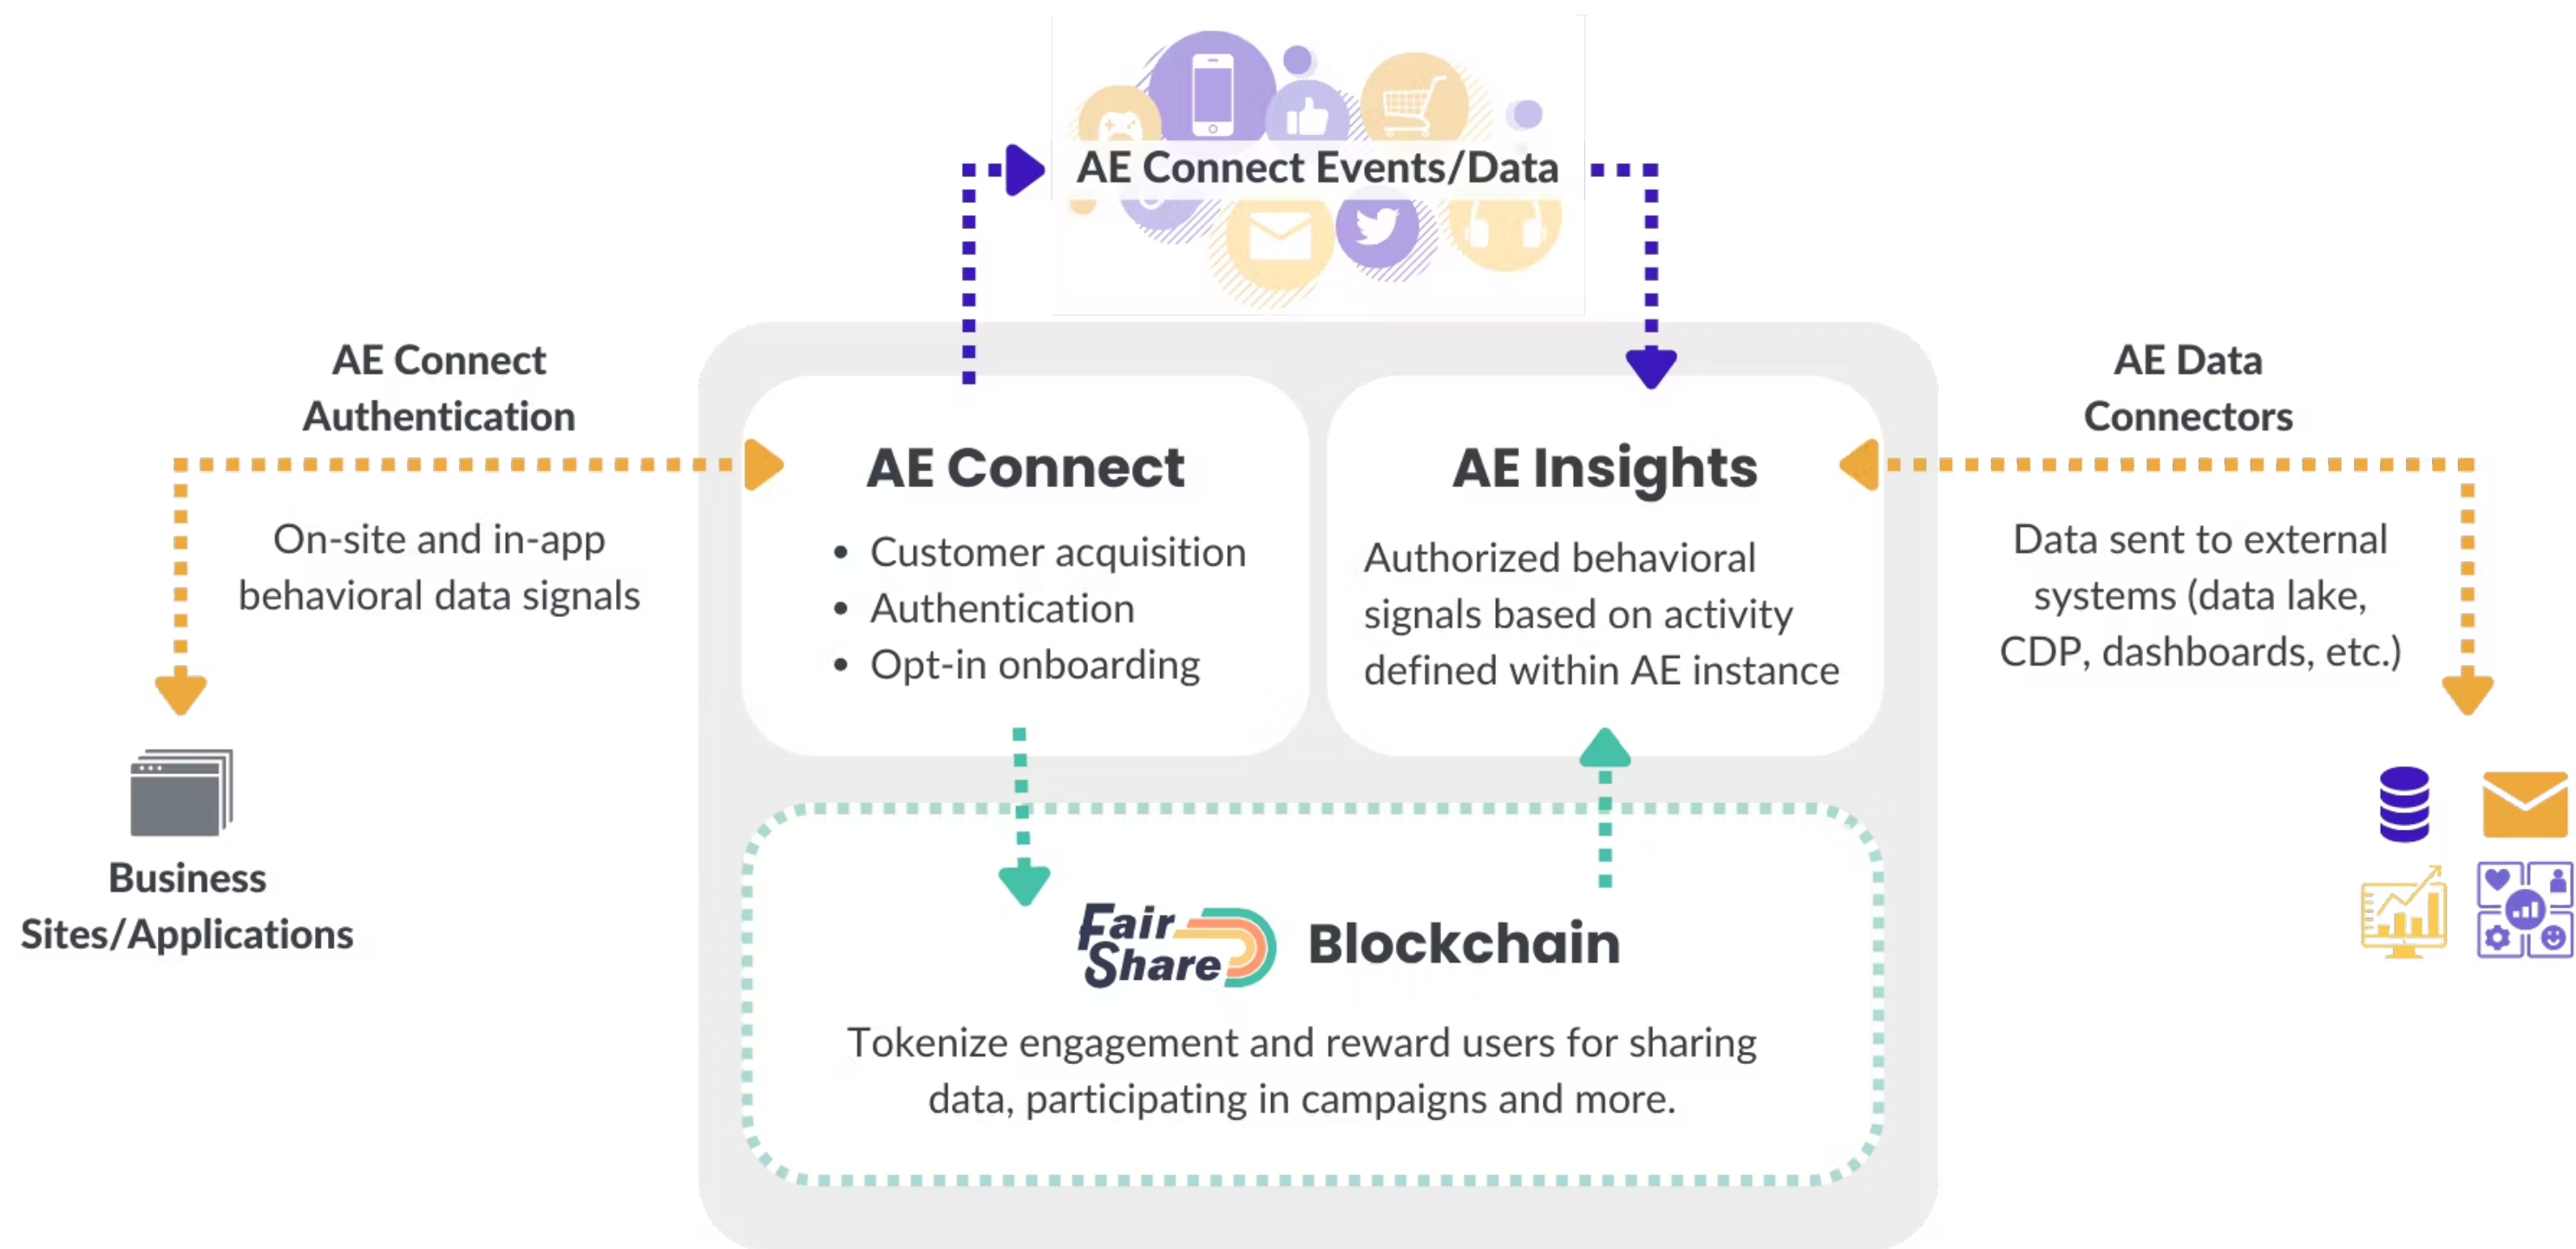 AE Connect Events/Data
AE Connect
Authentication
On-site and in-app
behavioral data signals
Business
Sites/Applications
AE Connect
• Customer acquisition
• Authentication
• Opt-in onboarding
AE Insights
Authorized behavioral
signals based on activity
defined within AE instance
AE Data
Connectors
Data sent to external
systems (data lake,
CDP, dashboards, etc.)
Fair
Share
Blockchain
Tokenize engagement and reward users for sharing
data, participating in campaigns and more.